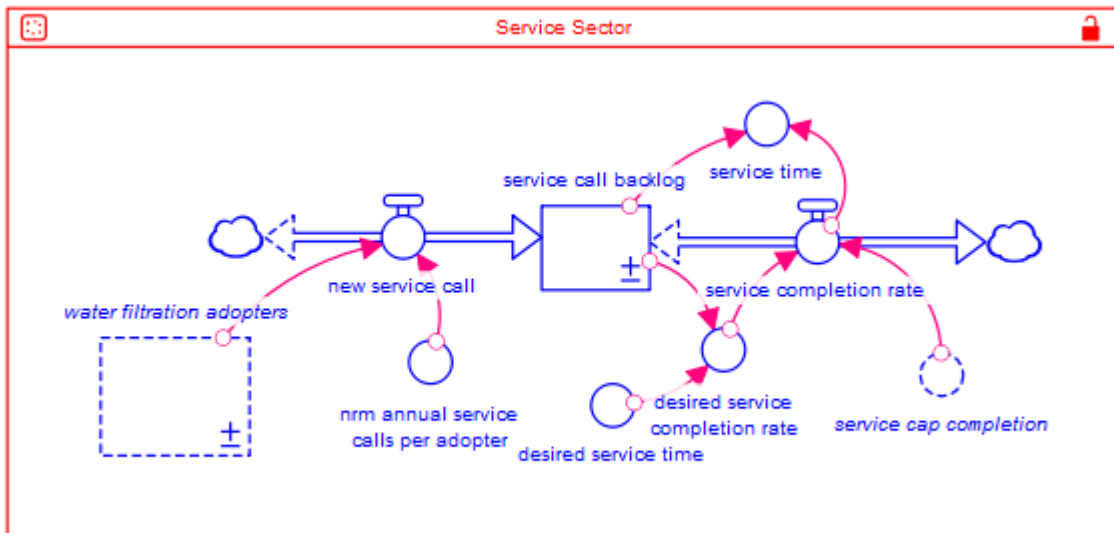 Service Sector
service call backlog
service time
new service call
service completion rate
water filtration adopters
nrm annual service
calls per adopter
desired service
completion rate
desired service time
service cap completion